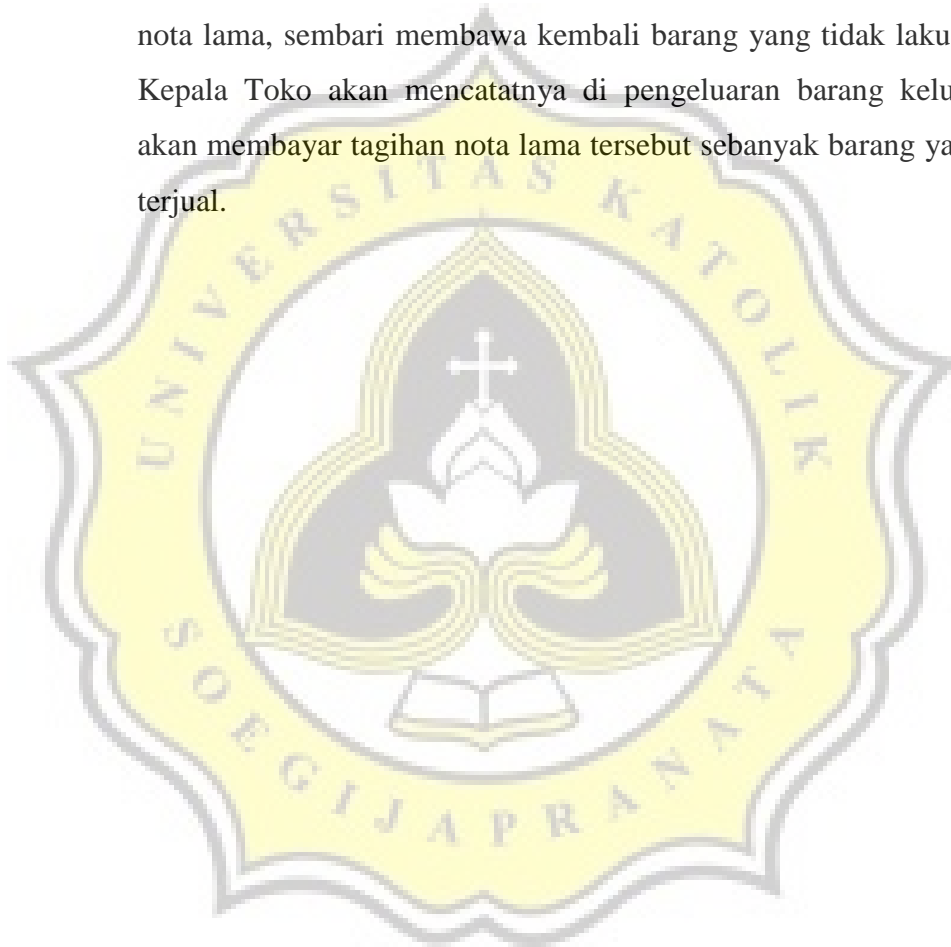 nota lama, sembari membawa kembali barang yang tidak laku
Kepala Toko akan mencatatnya di pengeluaran barang kelu
akan membayar tagihan nota lama tersebut sebanyak barang ya
terjual.
UNIVERSITAS KATOLIK
SOEGIJAPRANATA